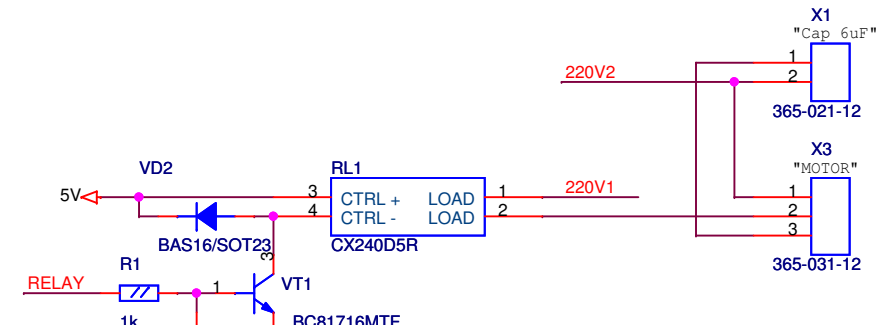 X1
"Cap 6uF"
1
220V2
2
365-021-12
X3
VD2
RL1
"MOTOR"
5V
3
CTRL +
LOAD
1
220V1
1
4
CTRL -
LOAD
2
2
3
BAS16/SOT23
CX240D5R
3
365-031-12
R1
RELAY
1
VT1
1k
BC81716MTF